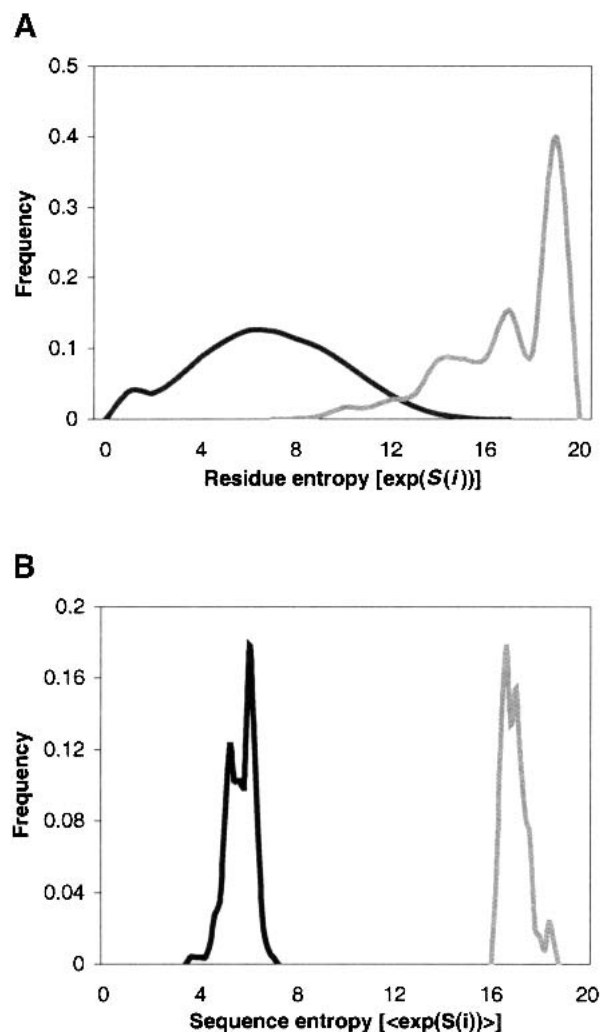 A
0.5
0.4
0.3
0.2
0.1
0
Frequency
0 4 8 12 16 20
Residue entropy [exp(S(i))]
B
0.2
0.16
0.12
0.08
0.04
0
Frequency
0 4 8 12 16 20
Sequence entropy [<exp(S(i))>]